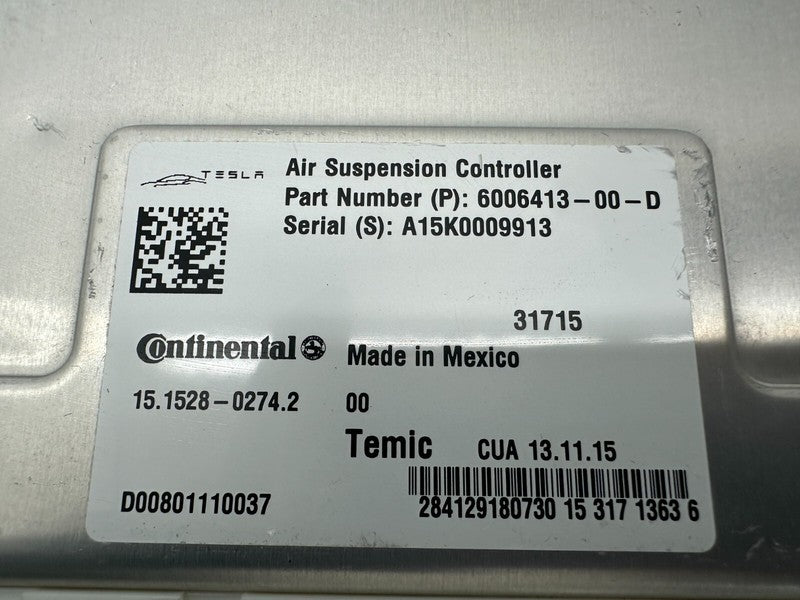 TESLA Air Suspension Controller
Part Number (P): 6006413-00-D
Serial (S): A15K0009913
31715
Continental Made in Mexico
15.1528-0274.2 00
Temic CUA 13.11.15
D00801110037 284129180730 15 317 1363 6